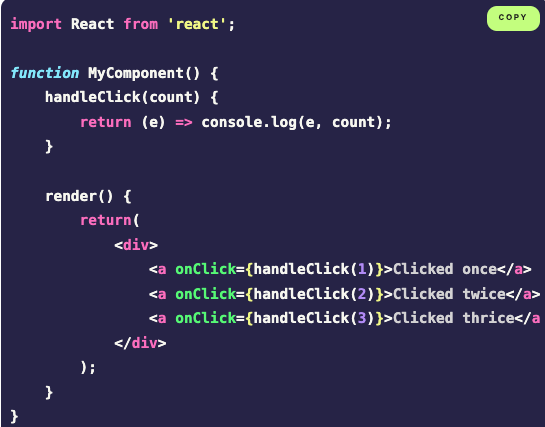 COPY
import React from 'react';
function MyComponent() {
    handleClick(count) {
        return (e) => console.log(e, count);
    }
    render() {
        return(
            <div>
                <a onClick={handleClick(1)}>Clicked once</a>
                <a onClick={handleClick(2)}>Clicked twice</a>
                <a onClick={handleClick(3)}>Clicked thrice</a
            </div>
        );
    }
}